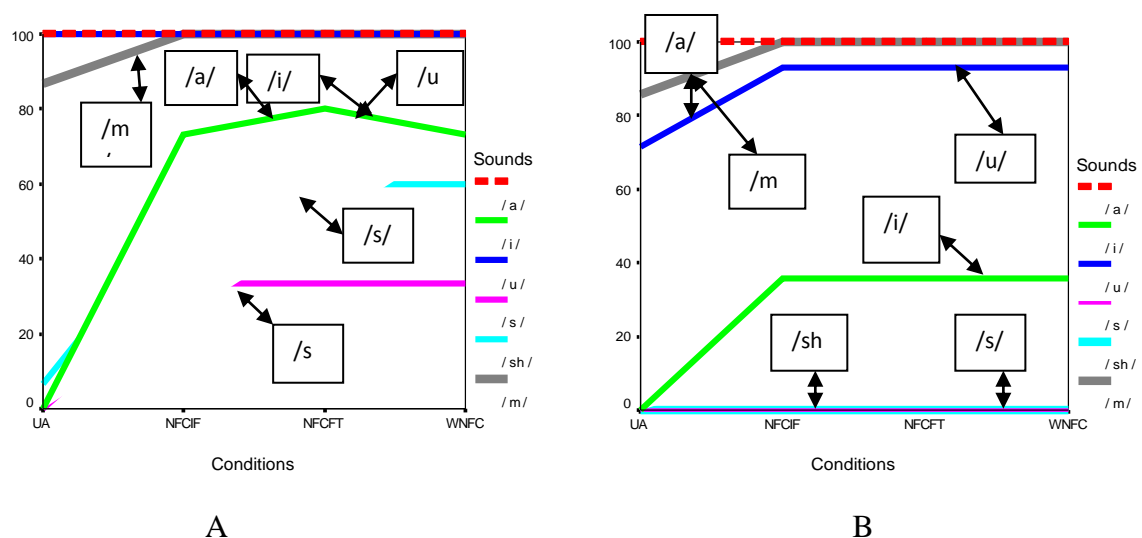 100
80
60
40
20
0
UA
NFCIF
NFCFT
WNFC
Conditions
/a/
/i/
/u
/m
/s/
/s
Sounds
/ a /
/ i /
/ u /
/ s /
/ sh /
/ m /
A
100
80
60
40
20
0
UA
NFCIF
NFCFT
WNFC
Conditions
/a/
/m
/u/
/i/
/sh
/s/
Sounds
/ a /
/ i /
/ u /
/ s /
/ sh /
/ m /
B